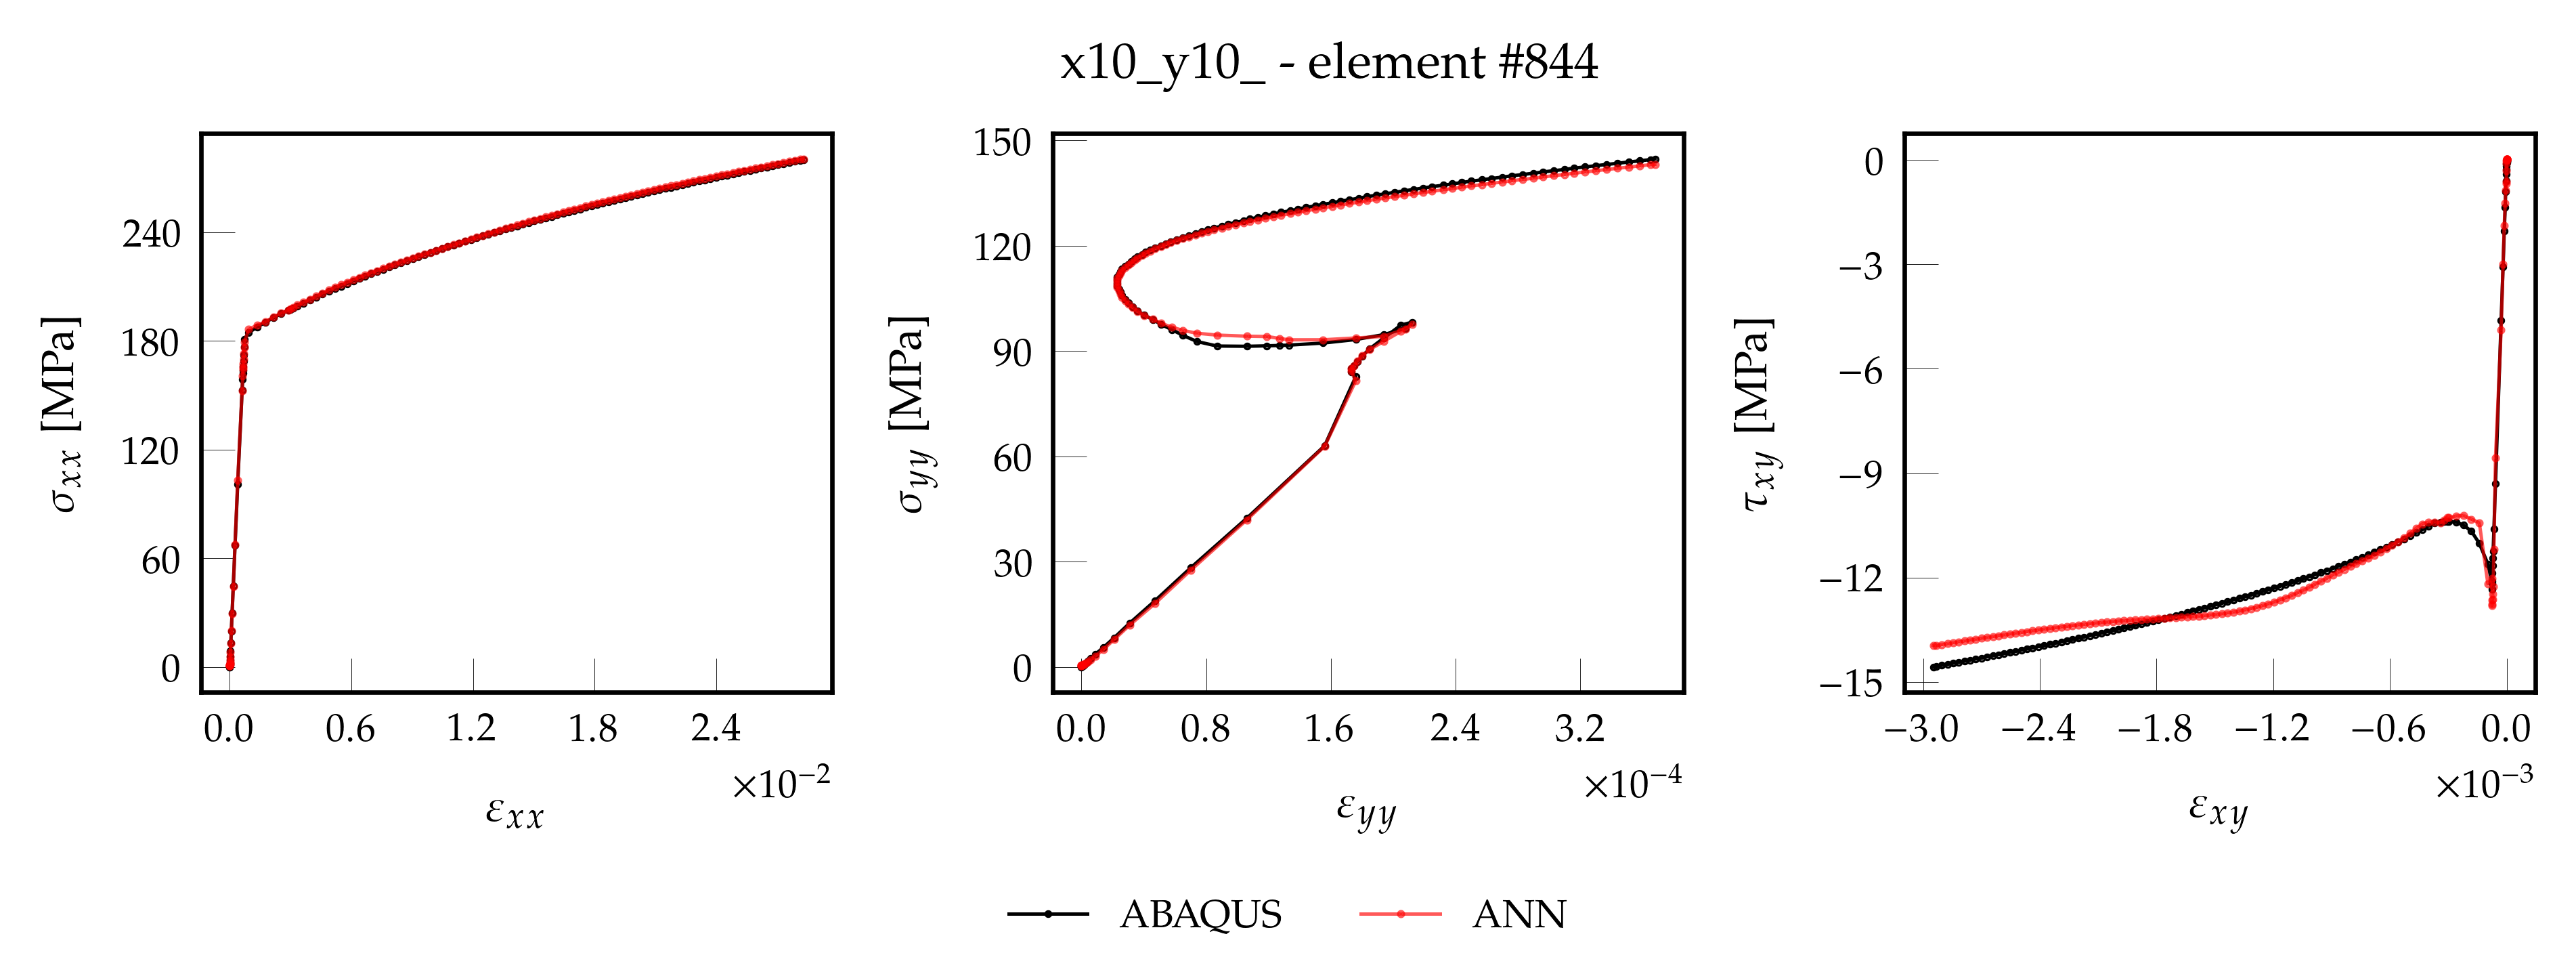 x10_y10_ - element #844
σxx [MPa]
240
180
120
60
0
0.0 0.6 1.2 1.8 2.4
×10−2
εxx
σyy [MPa]
150
120
90
60
30
0
0.0 0.8 1.6 2.4 3.2
×10−4
εyy
τxy [MPa]
0
−3
−6
−9
−12
−15
−3.0 −2.4 −1.8 −1.2 −0.6 0.0
×10−3
εxy
ABAQUS ANN